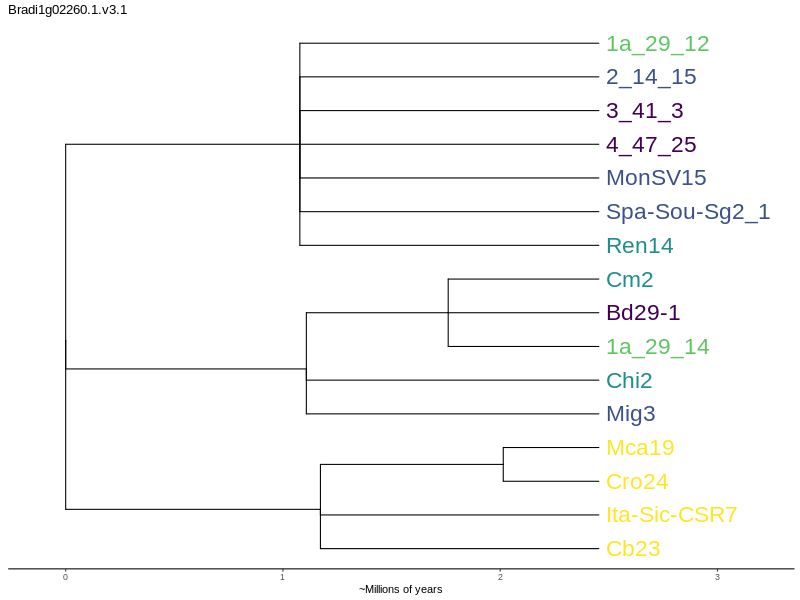 Bradi1g02260.1.v3.1
1a_29_12
2_14_15
3_41_3
4_47_25
MonSV15
Spa-Sou-Sg2_1
Ren14
Cm2
Bd29-1
1a_29_14
Chi2
Mig3
Mca19
Cro24
Ita-Sic-CSR7
Cb23
0 1 2 3
~Millions of years